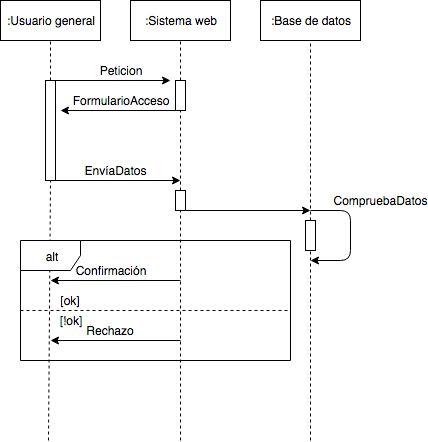 :Usuario general
:Sistema web
:Base de datos
Peticion
FormularioAcceso
EnvíaDatos
CompruebaDatos
alt
Confirmación
[ok]
[!ok]
Rechazo